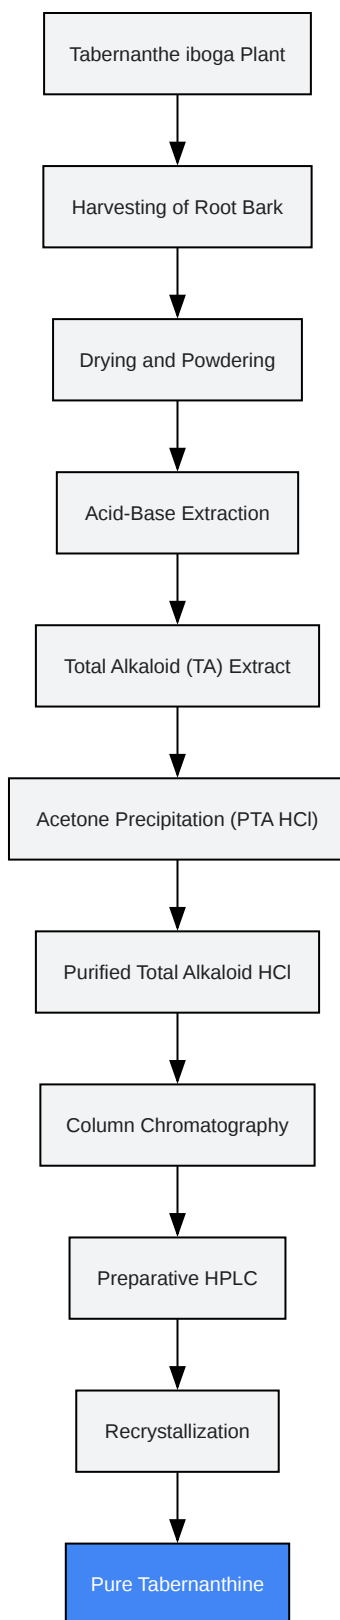 Tabernanthe iboga Plant
Harvesting of Root Bark
Drying and Powdering
Acid-Base Extraction
Total Alkaloid (TA) Extract
Acetone Precipitation (PTA HCl)
Purified Total Alkaloid HCl
Column Chromatography
Preparative HPLC
Recrystallization
Pure Tabernanthine